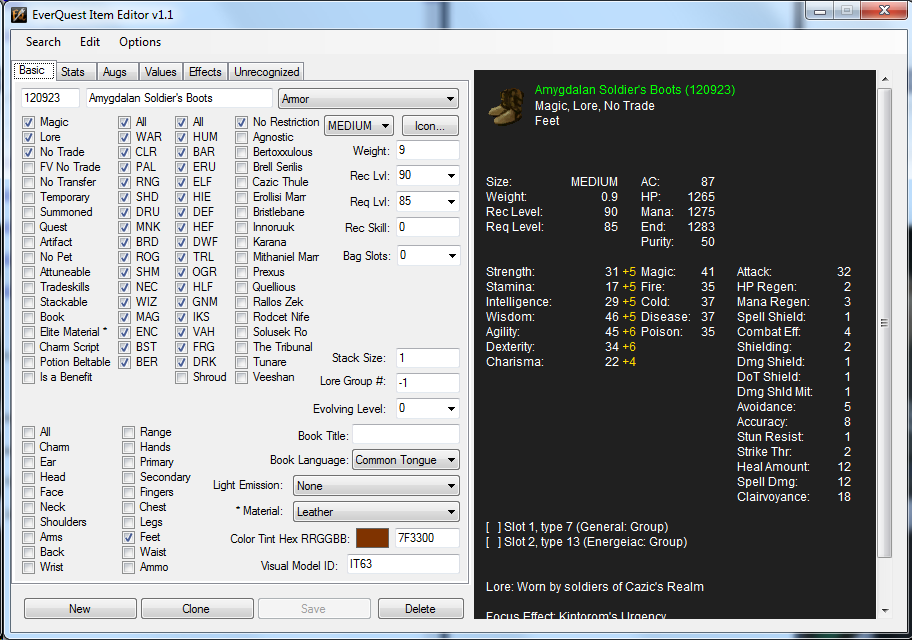 EverQuest Item Editor v1.1
Search Edit Options
Basic Stats Augs Values Effects Unrecognized
120923 Amygdalan Soldier's Boots Armor
Magic All All No Restriction MEDIUM Icon...
Lore WAR HUM Agnostic
No Trade CLR BAR Bertoxxulous Weight: 9
FV No Trade PAL ERU Brell Serilis
No Transfer RNG ELF Cazic Thule Rec Lvl: 90
Temporary SHD HIE Erollisi Marr
Summoned DRU DEF Bristlebane Req Lvl: 85
Quest MNK HEF Innoruuk Rec Skill: 0
Artifact BRD DWF Karana
No Pet ROG TRL Mithaniel Marr Bag Slots: 0
Attuneable SHM OGR Prexus
Tradeskills NEC HLF Quellious
Stackable WIZ GNM Rallos Zek
Book MAG IKS Rodcet Nife
Elite Material * ENC VAH Solusek Ro
Charm Script BST FRG The Tribunal
Potion Beltable BER DRK Tunare Stack Size: 1
Is a Benefit Shroud Veeshan Lore Group #: -1
Evolving Level: 0
All Range Book Title:
Charm Hands
Ear Primary Book Language: Common Tongue
Head Secondary
Face Fingers Light Emission: None
Neck Chest
Shoulders Legs * Material: Leather
Arms Feet Color Tint Hex RRGGBB: 7F3300
Back Waist
Wrist Ammo Visual Model ID: IT63
New Clone Save Delete
Amygdalan Soldier's Boots (120923)
Magic, Lore, No Trade
Feet
Size: MEDIUM AC: 87
Weight: 0.9 HP: 1265
Rec Level: 90 Mana: 1275
Req Level: 85 End: 1283
Purity: 50
Strength: 31 +5 Magic: 41 Attack: 32
Stamina: 17 +5 Fire: 35 HP Regen: 2
Intelligence: 29 +5 Cold: 37 Mana Regen: 3
Wisdom: 46 +5 Disease: 37 Spell Shield: 1
Agility: 45 +6 Poison: 35 Combat Eff: 4
Dexterity: 34 +6 Shielding: 2
Charisma: 22 +4 Dmg Shield: 1
DoT Shield: 1
Dmg Shld Mit: 1
Avoidance: 5
Accuracy: 8
Stun Resist: 1
Strike Thr: 2
Heal Amount: 12
Spell Dmg: 12
Clairvoyance: 18
[ ] Slot 1, type 7 (General: Group)
[ ] Slot 2, type 13 (Energeiac: Group)
Lore: Worn by soldiers of Cazic's Realm
Focus Effect: Kintorom's Urgency